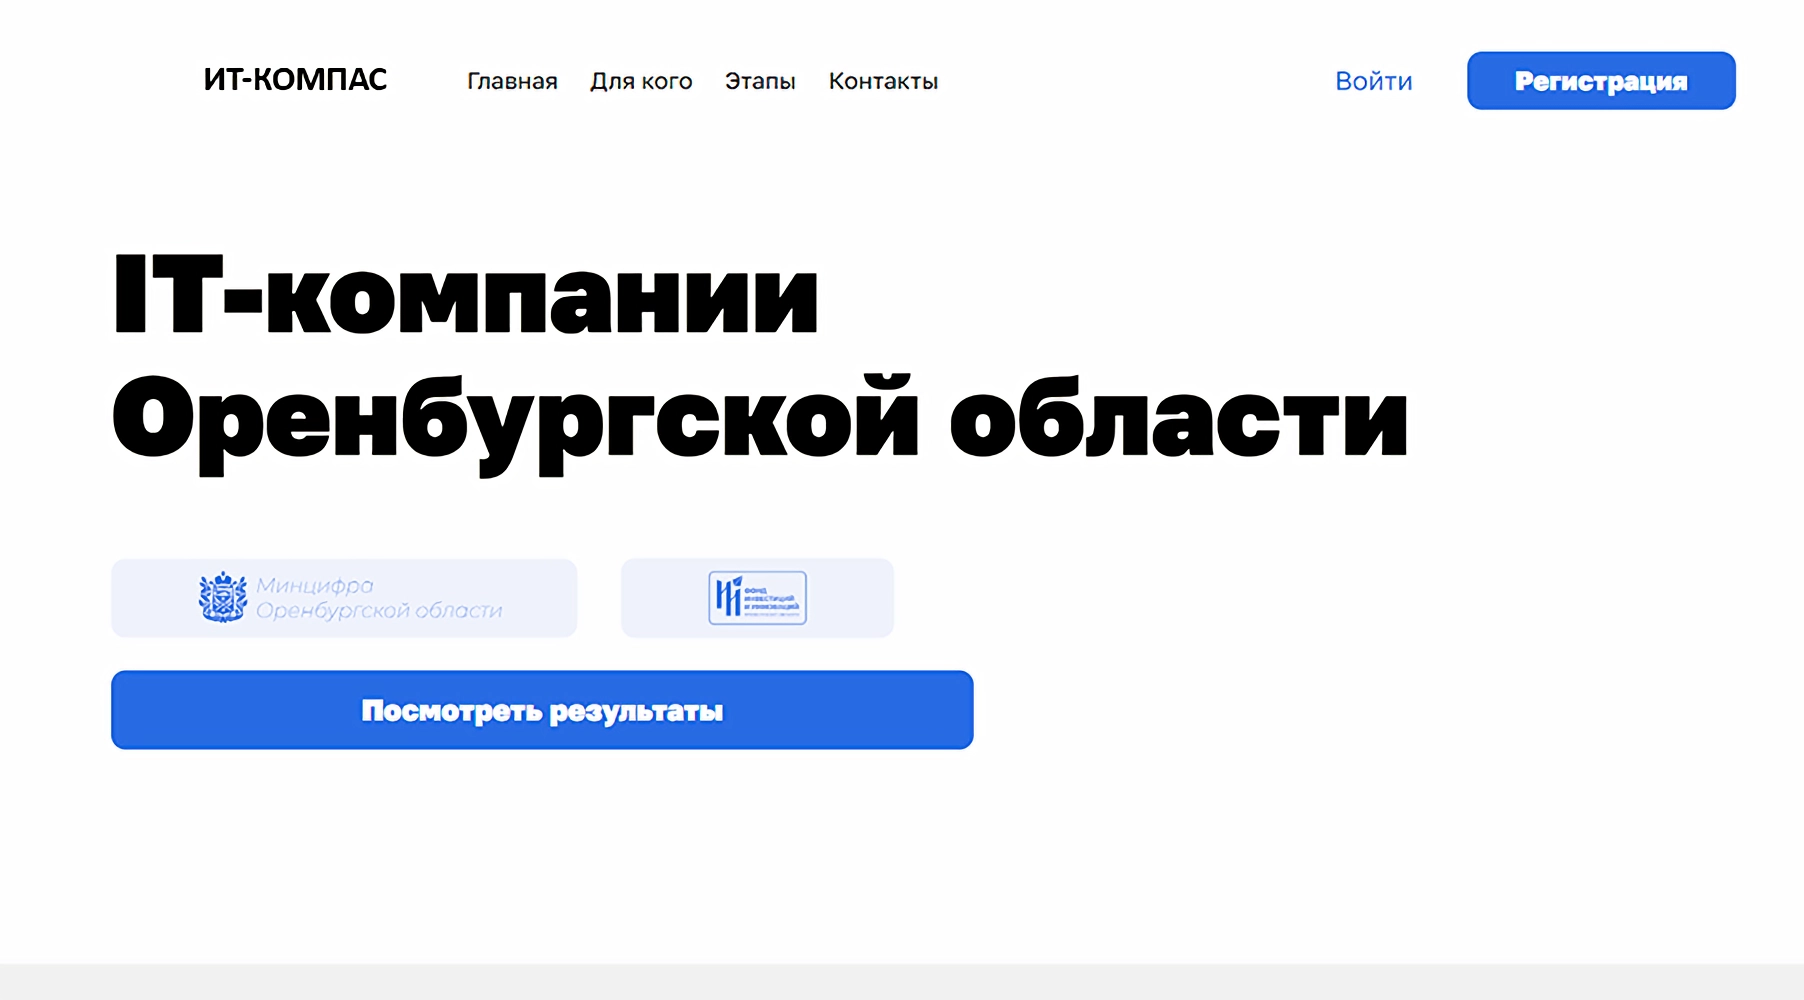 ИТ-КОМПАС
Главная Для кого Этапы Контакты
Войти
Регистрация
IT-компании
Оренбургской области
Минцифра
Оренбургской области
ФОНД
ИНВЕСТИЦИЙ
И ИННОВАЦИЙ
Посмотреть результаты